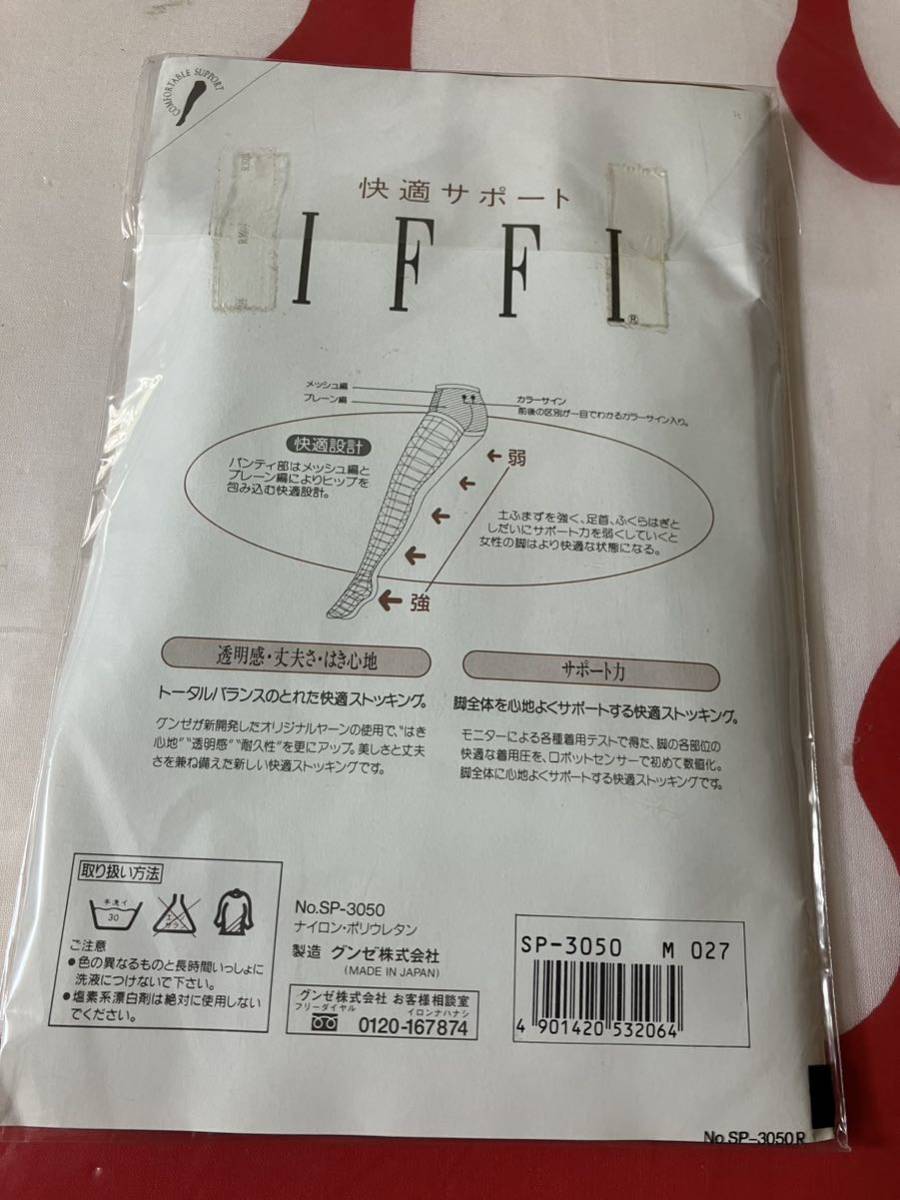 COMFORTABLE SUPPORT
快適サポート
IFFI®
メッシュ編
プレーン編
カラーサイン
前後の区別が一目でわかるカラーサイン入り。
快適設計
パンティ部はメッシュ編と
プレーン編によりヒップを
包み込む快適設計。
弱
土ふまずを強く、足首、ふくらはぎと
しだいにサポート力を弱くしていくと
女性の脚はより快適な状態になる。
強
透明感・丈夫さ・はき心地
トータルバランスのとれた快適ストッキング。
グンゼが新開発したオリジナルヤーンの使用で、“はき
心地”“透明感”“耐久性”を更にアップ。美しさと丈夫
さを兼ね備えた新しい快適ストッキングです。
サポート力
脚全体を心地よくサポートする快適ストッキング。
モニターによる各種着用テストで得た、脚の各部位の
快適な着用圧を、ロボットセンサーで初めて数値化。
脚全体に心地よくサポートする快適ストッキングです。
取り扱い方法
手洗イ
30
エンソ
サラシ
ご注意
●色の異なるものと長時間いっしょに
洗液につけないで下さい。
●塩素系漂白剤は絶対に使用しない
でください。
No.SP-3050
ナイロン・ポリウレタン
製造 グンゼ株式会社
(MADE IN JAPAN)
グンゼ株式会社 お客様相談室
フリーダイヤル イロンナハナシ
0120-167874
SP-3050 M 027
4 901420 532064
No.SP-3050R